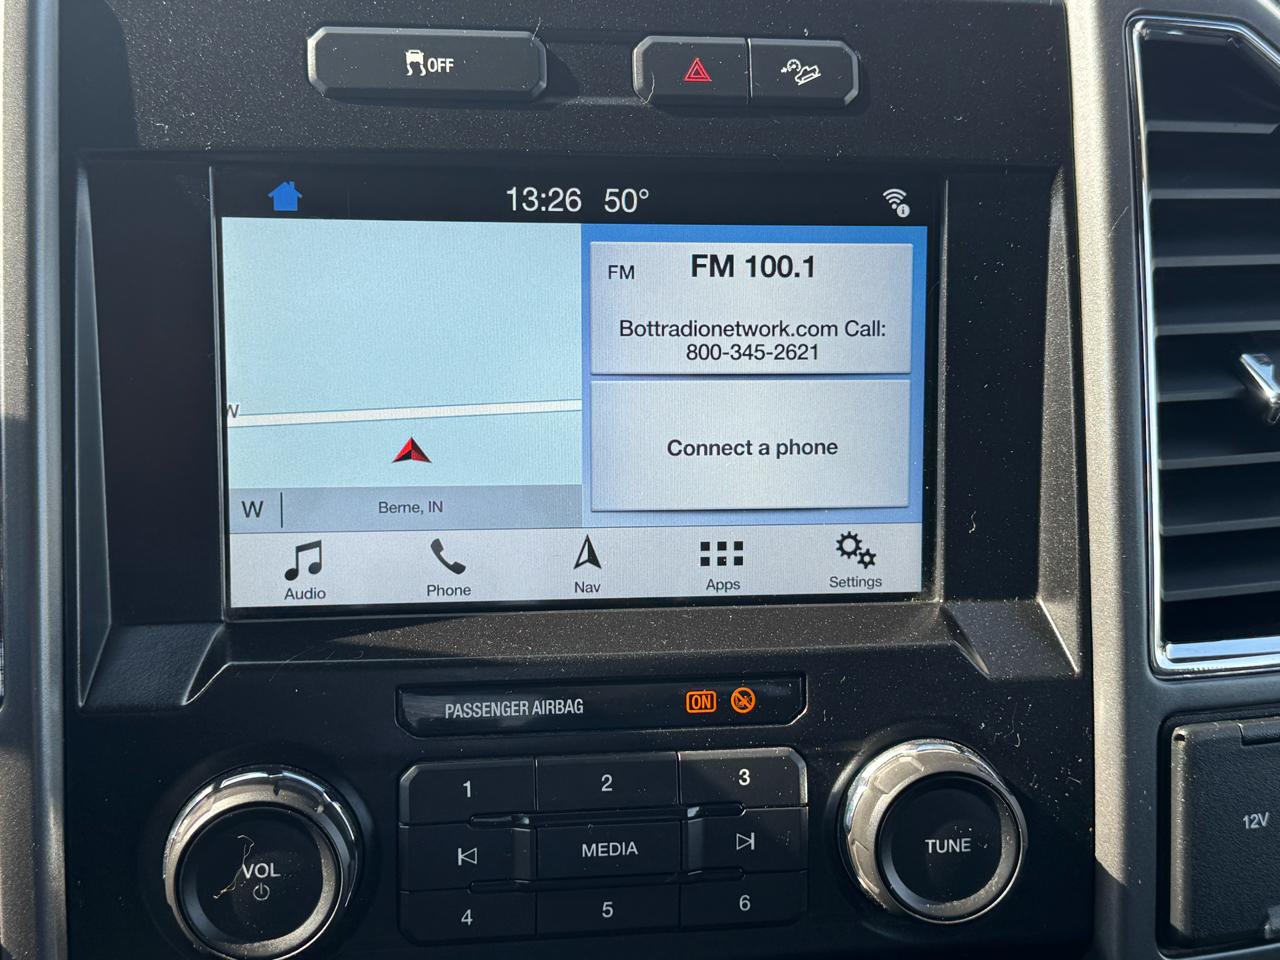 OFF
13:26 50°
FM FM 100.1
Bottradionetwork.com Call:
800-345-2621
W
Connect a phone
W Berne, IN
Audio Phone Nav Apps Settings
PASSENGER AIRBAG ON
1 2 3
VOL MEDIA TUNE
4 5 6
12V